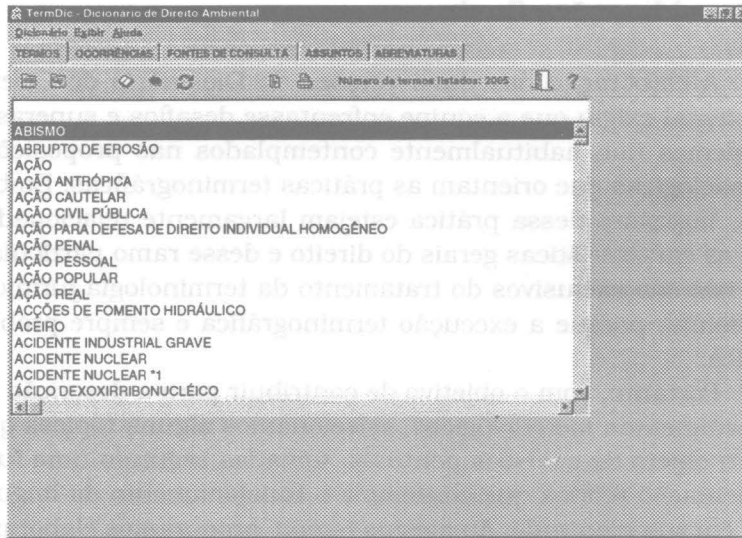 TermDic - Dicionario de Direito Ambiental
Dicionário Exibir Ajuda
TERMOS OCORRÊNCIAS FONTES DE CONSULTA ASSUNTOS ABREVIATURAS
Número de termos listados: 2005 ?
ABISMO
ABRUPTO DE EROSÃO
AÇÃO
AÇÃO ANTRÓPICA
AÇÃO CAUTELAR
AÇÃO CIVIL PÚBLICA
AÇÃO PARA DEFESA DE DIREITO INDIVIDUAL HOMOGÊNEO
AÇÃO PENAL
AÇÃO PESSOAL
AÇÃO POPULAR
AÇÃO REAL
ACÇÕES DE FOMENTO HIDRÁULICO
ACEIRO
ACIDENTE INDUSTRIAL GRAVE
ACIDENTE NUCLEAR
ACIDENTE NUCLEAR *1
ÁCIDO DEXOXIRRIBONUCLÉICO